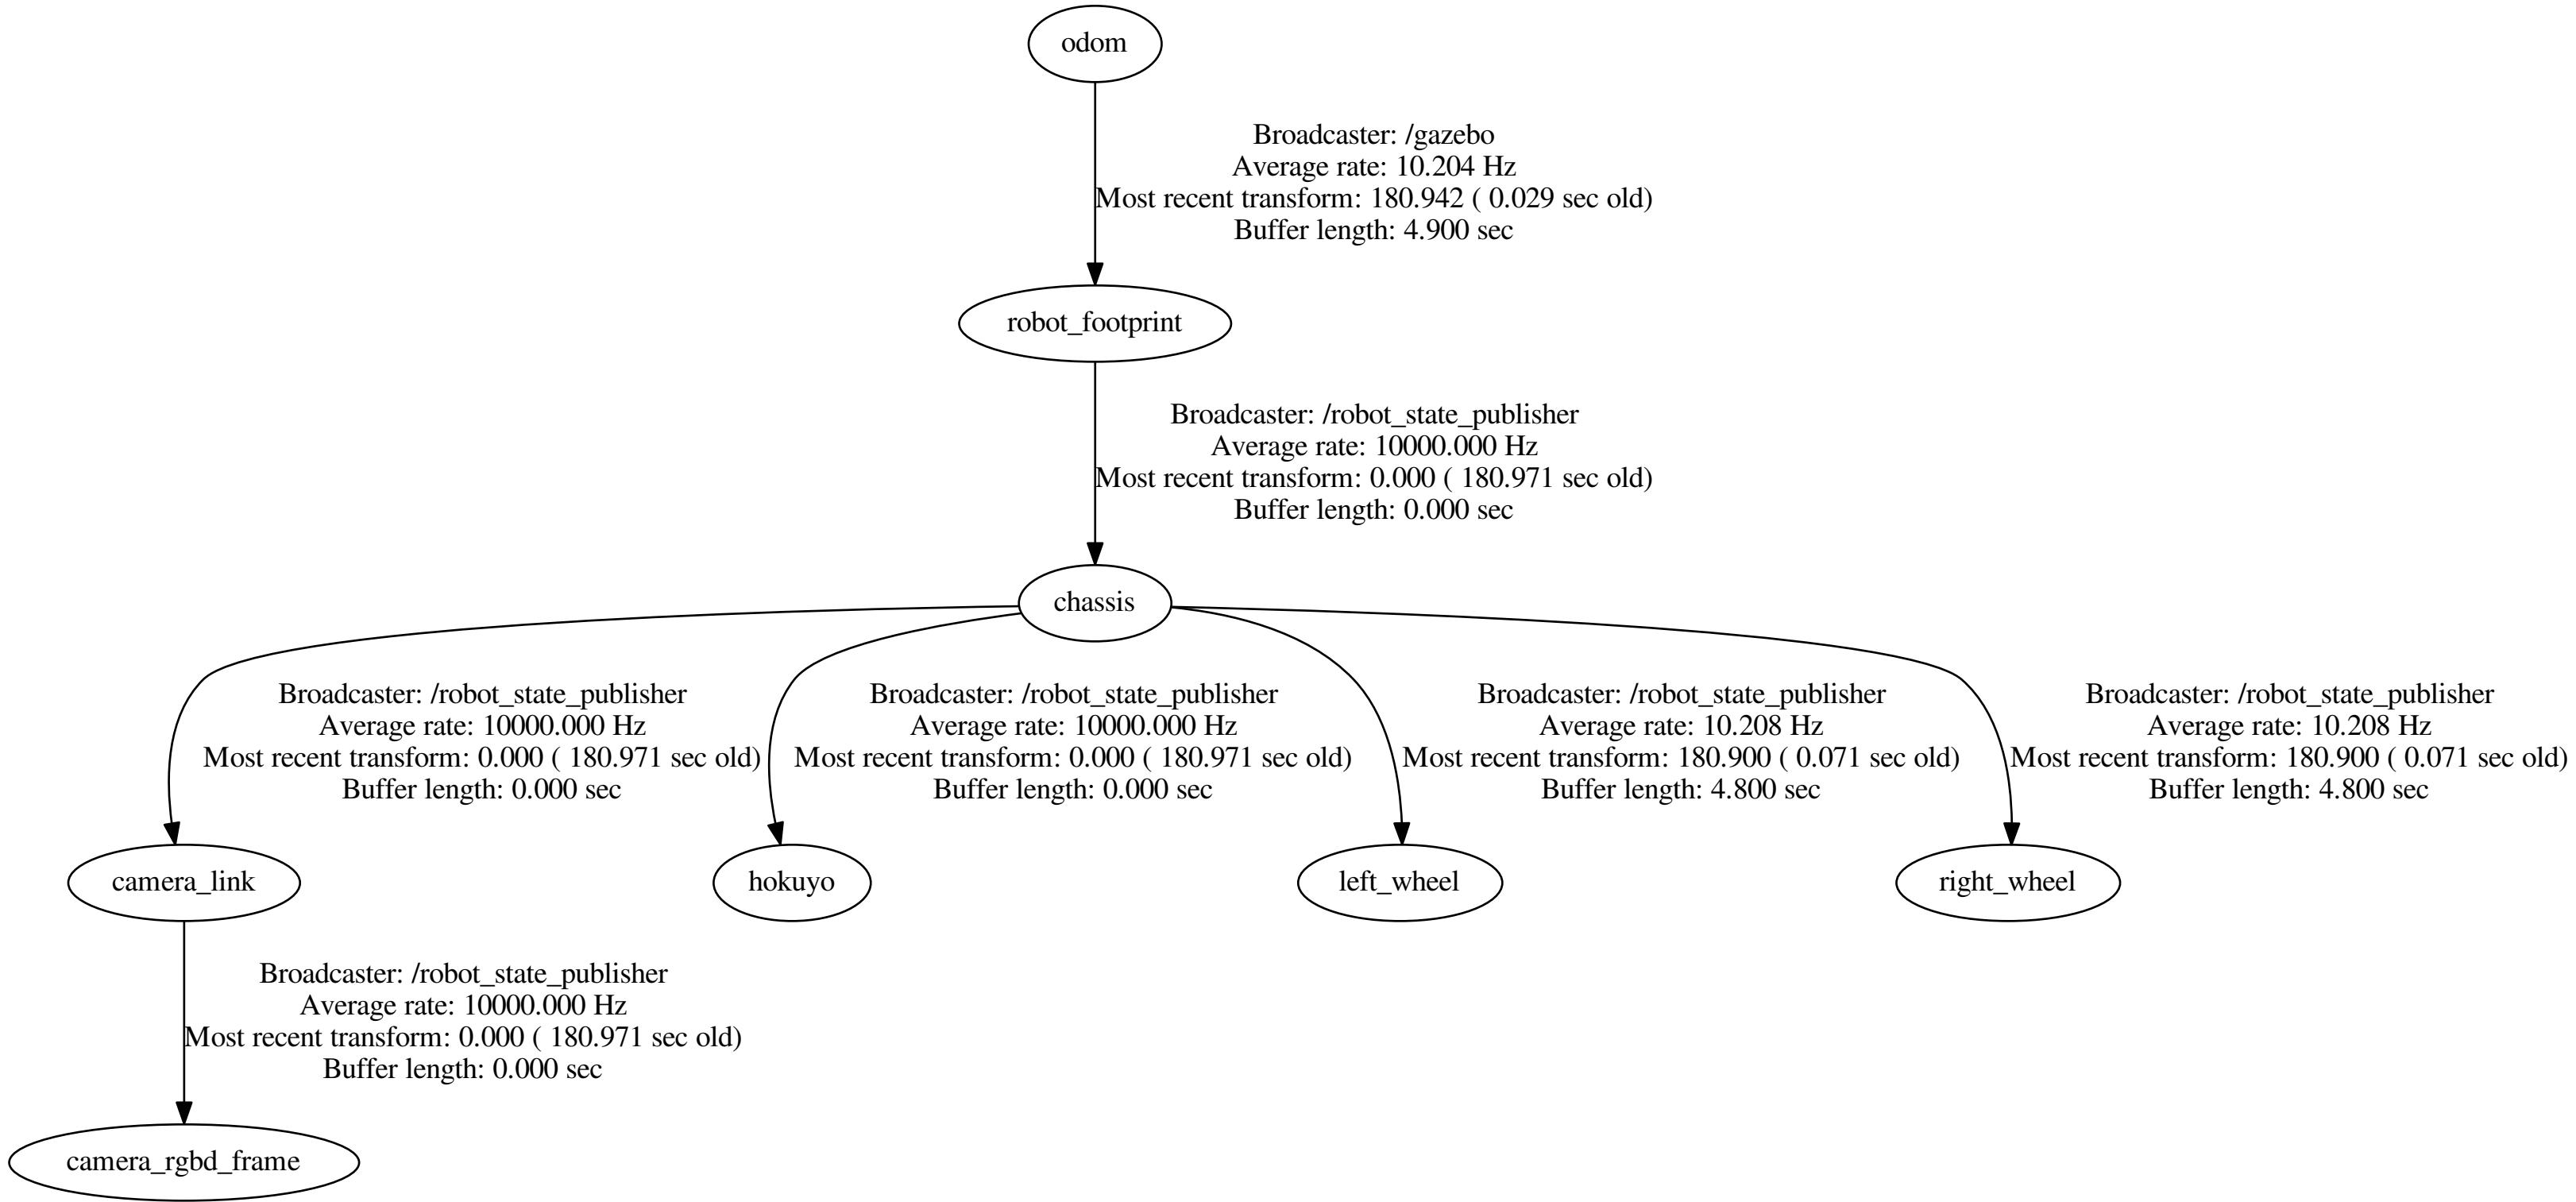 odom
Broadcaster: /gazebo
Average rate: 10.204 Hz
Most recent transform: 180.942 ( 0.029 sec old)
Buffer length: 4.900 sec
robot_footprint
Broadcaster: /robot_state_publisher
Average rate: 10000.000 Hz
Most recent transform: 0.000 ( 180.971 sec old)
Buffer length: 0.000 sec
chassis
Broadcaster: /robot_state_publisher
Average rate: 10000.000 Hz
Most recent transform: 0.000 ( 180.971 sec old)
Buffer length: 0.000 sec
Broadcaster: /robot_state_publisher
Average rate: 10000.000 Hz
Most recent transform: 0.000 ( 180.971 sec old)
Buffer length: 0.000 sec
Broadcaster: /robot_state_publisher
Average rate: 10.208 Hz
Most recent transform: 180.900 ( 0.071 sec old)
Buffer length: 4.800 sec
Broadcaster: /robot_state_publisher
Average rate: 10.208 Hz
Most recent transform: 180.900 ( 0.071 sec old)
Buffer length: 4.800 sec
camera_link
hokuyo
left_wheel
right_wheel
Broadcaster: /robot_state_publisher
Average rate: 10000.000 Hz
Most recent transform: 0.000 ( 180.971 sec old)
Buffer length: 0.000 sec
camera_rgbd_frame